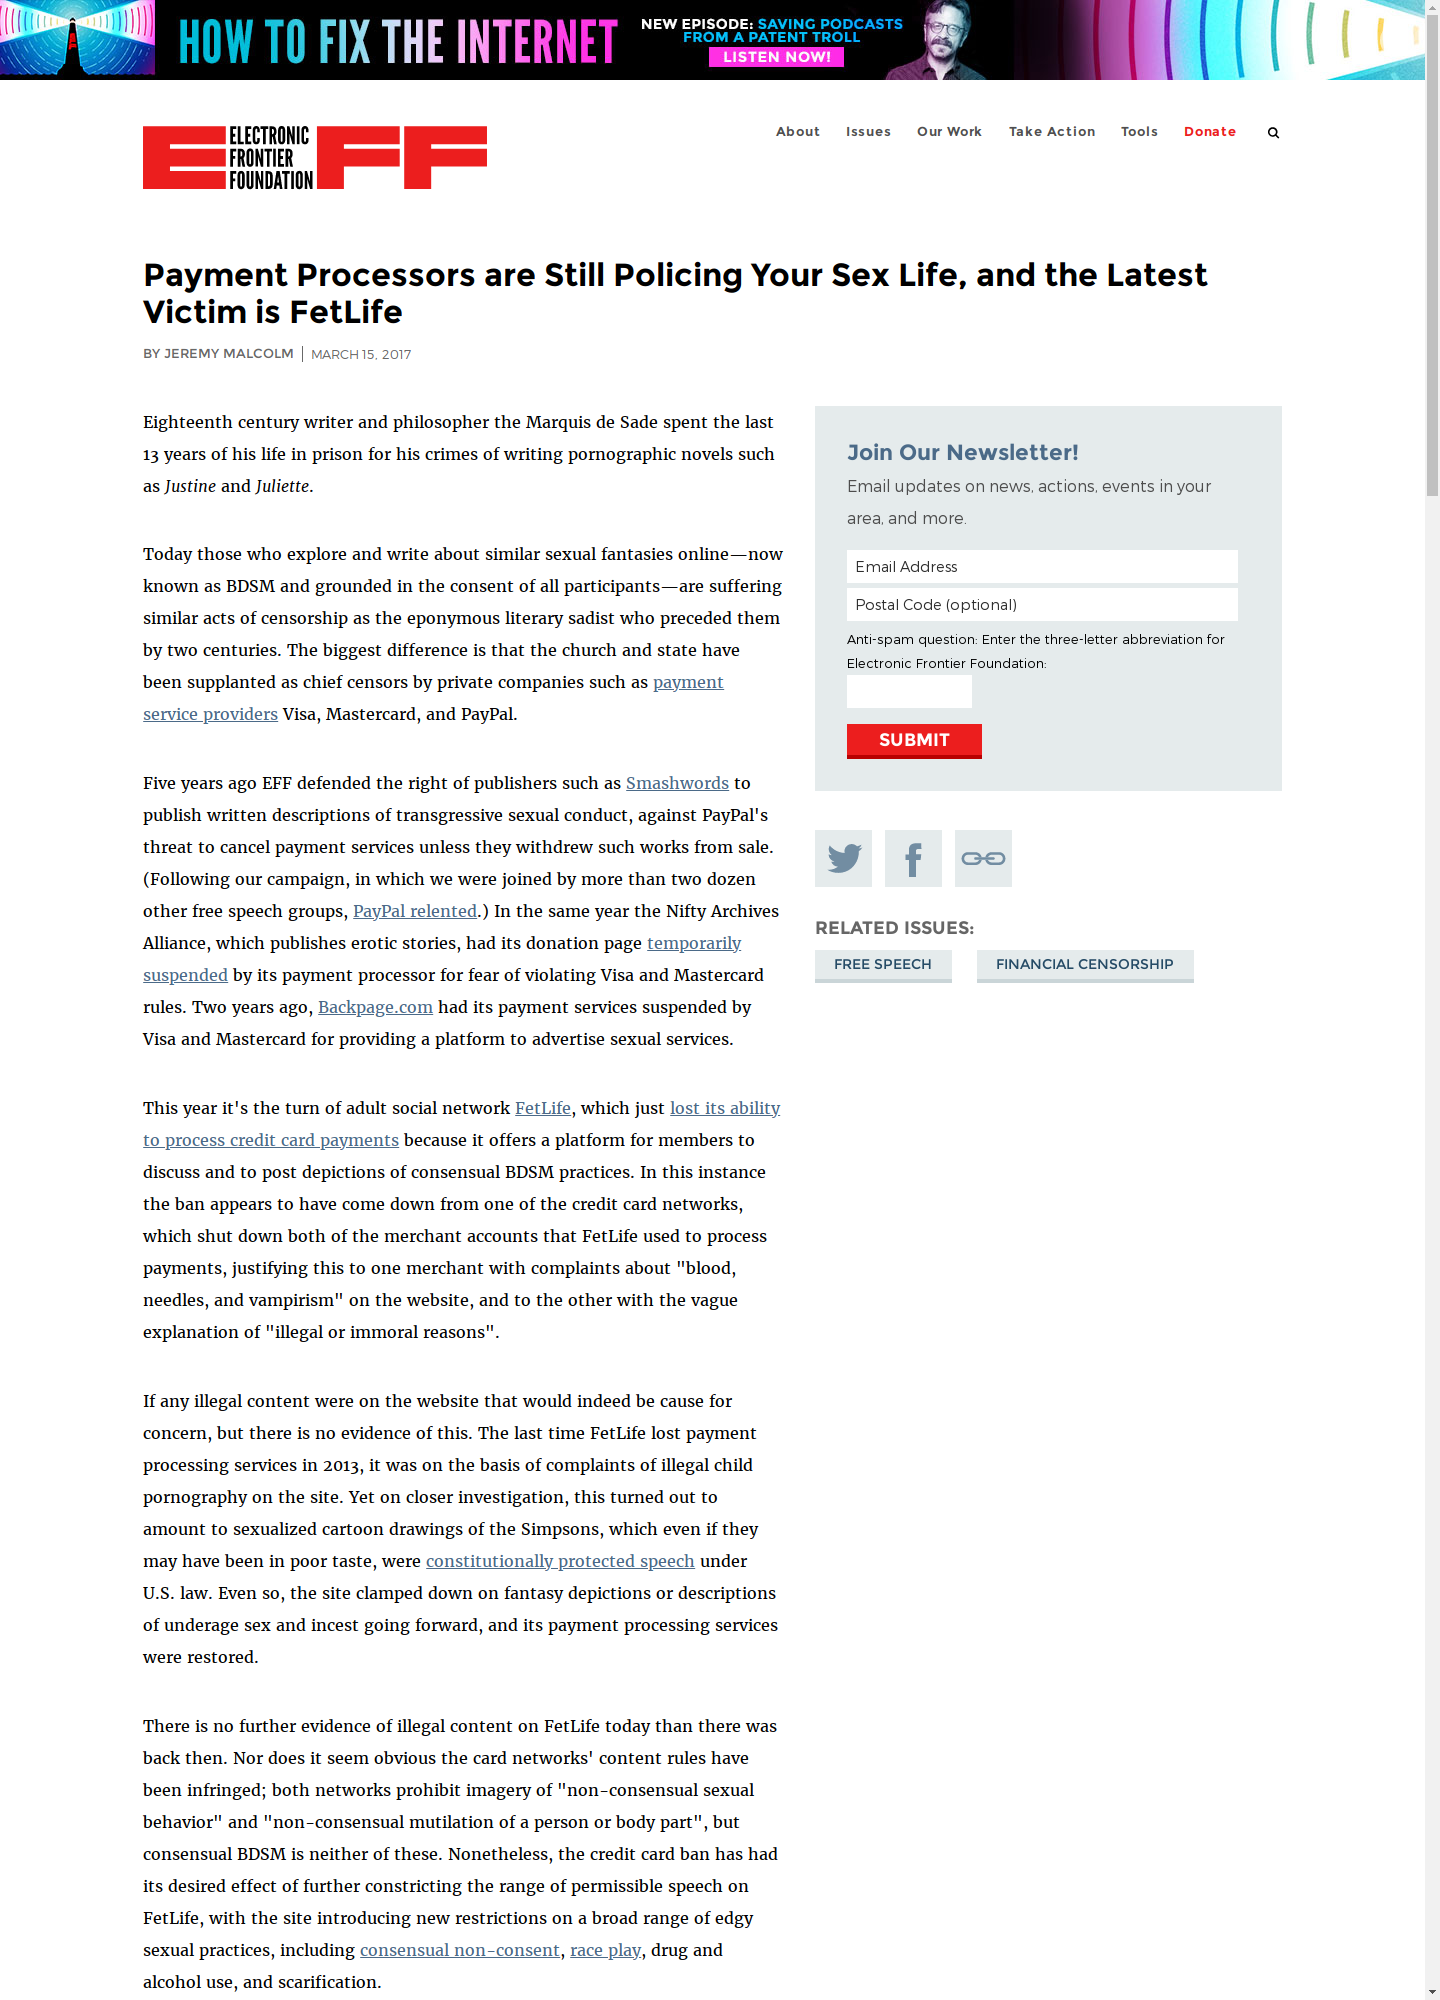 HOW TO FIX THE INTERNET
NEW EPISODE: SAVING PODCASTS
FROM A PATENT TROLL
LISTEN NOW!
ELECTRONIC
FRONTIER
FOUNDATION
EFF
About Issues Our Work Take Action Tools Donate
Payment Processors are Still Policing Your Sex Life, and the Latest
Victim is FetLife
BY JEREMY MALCOLM | MARCH 15, 2017
Eighteenth century writer and philosopher the Marquis de Sade spent the last
13 years of his life in prison for his crimes of writing pornographic novels such
as Justine and Juliette.
Today those who explore and write about similar sexual fantasies online—now
known as BDSM and grounded in the consent of all participants—are suffering
similar acts of censorship as the eponymous literary sadist who preceded them
by two centuries. The biggest difference is that the church and state have
been supplanted as chief censors by private companies such as payment
service providers Visa, Mastercard, and PayPal.
Five years ago EFF defended the right of publishers such as Smashwords to
publish written descriptions of transgressive sexual conduct, against PayPal's
threat to cancel payment services unless they withdrew such works from sale.
(Following our campaign, in which we were joined by more than two dozen
other free speech groups, PayPal relented.) In the same year the Nifty Archives
Alliance, which publishes erotic stories, had its donation page temporarily
suspended by its payment processor for fear of violating Visa and Mastercard
rules. Two years ago, Backpage.com had its payment services suspended by
Visa and Mastercard for providing a platform to advertise sexual services.
This year it's the turn of adult social network FetLife, which just lost its ability
to process credit card payments because it offers a platform for members to
discuss and to post depictions of consensual BDSM practices. In this instance
the ban appears to have come down from one of the credit card networks,
which shut down both of the merchant accounts that FetLife used to process
payments, justifying this to one merchant with complaints about "blood,
needles, and vampirism" on the website, and to the other with the vague
explanation of "illegal or immoral reasons".
If any illegal content were on the website that would indeed be cause for
concern, but there is no evidence of this. The last time FetLife lost payment
processing services in 2013, it was on the basis of complaints of illegal child
pornography on the site. Yet on closer investigation, this turned out to
amount to sexualized cartoon drawings of the Simpsons, which even if they
may have been in poor taste, were constitutionally protected speech under
U.S. law. Even so, the site clamped down on fantasy depictions or descriptions
of underage sex and incest going forward, and its payment processing services
were restored.
There is no further evidence of illegal content on FetLife today than there was
back then. Nor does it seem obvious the card networks' content rules have
been infringed; both networks prohibit imagery of "non-consensual sexual
behavior" and "non-consensual mutilation of a person or body part", but
consensual BDSM is neither of these. Nonetheless, the credit card ban has had
its desired effect of further constricting the range of permissible speech on
FetLife, with the site introducing new restrictions on a broad range of edgy
sexual practices, including consensual non-consent, race play, drug and
alcohol use, and scarification.
Join Our Newsletter!
Email updates on news, actions, events in your
area, and more.
Email Address
Postal Code (optional)
Anti-spam question: Enter the three-letter abbreviation for
Electronic Frontier Foundation:
SUBMIT
RELATED ISSUES:
FREE SPEECH FINANCIAL CENSORSHIP